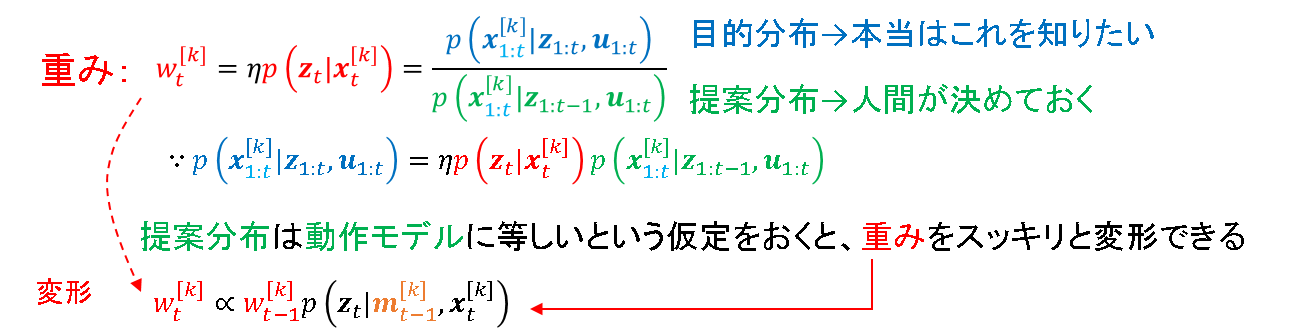 重み： $w_t^{[k]} = \eta p\left(\boldsymbol{z}_t|\boldsymbol{x}_t^{[k]}\right) = \frac{p\left(\boldsymbol{x}_{1:t}^{[k]}|\boldsymbol{z}_{1:t}, \boldsymbol{u}_{1:t}\right)}{p\left(\boldsymbol{x}_{1:t}^{[k]}|\boldsymbol{z}_{1:t-1}, \boldsymbol{u}_{1:t}\right)}$
目的分布→本当はこれを知りたい
提案分布→人間が決めておく
$\because p\left(\boldsymbol{x}_{1:t}^{[k]}|\boldsymbol{z}_{1:t}, \boldsymbol{u}_{1:t}\right) = \eta p\left(\boldsymbol{z}_t|\boldsymbol{x}_t^{[k]}\right) p\left(\boldsymbol{x}_{1:t}^{[k]}|\boldsymbol{z}_{1:t-1}, \boldsymbol{u}_{1:t}\right)$
提案分布は動作モデルに等しいという仮定をおくと、重みをスッキリと変形できる
変形 $w_t^{[k]} \propto w_{t-1}^{[k]} p\left(\boldsymbol{z}_t|\boldsymbol{m}_{t-1}^{[k]}, \boldsymbol{x}_t^{[k]}\right)$